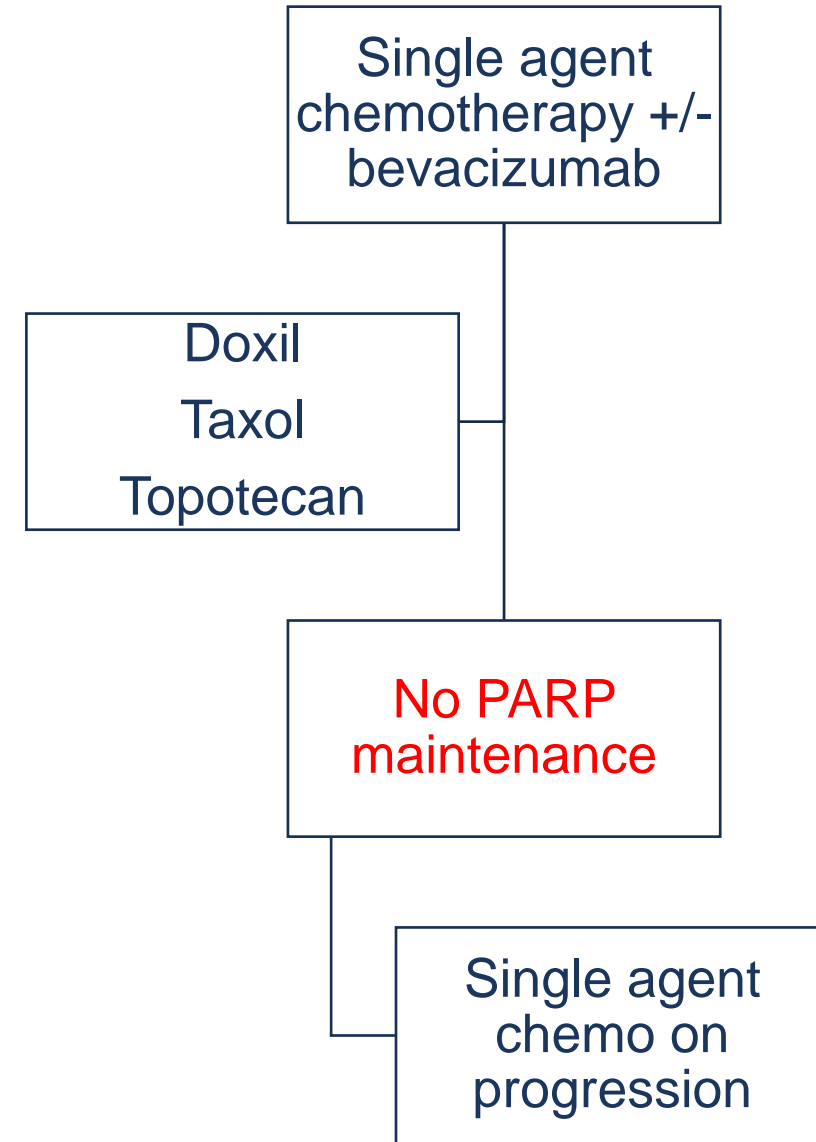 Single agent
chemotherapy +/-
bevacizumab
Doxil
Taxol
Topotecan
No PARP
maintenance
Single agent
chemo on
progression